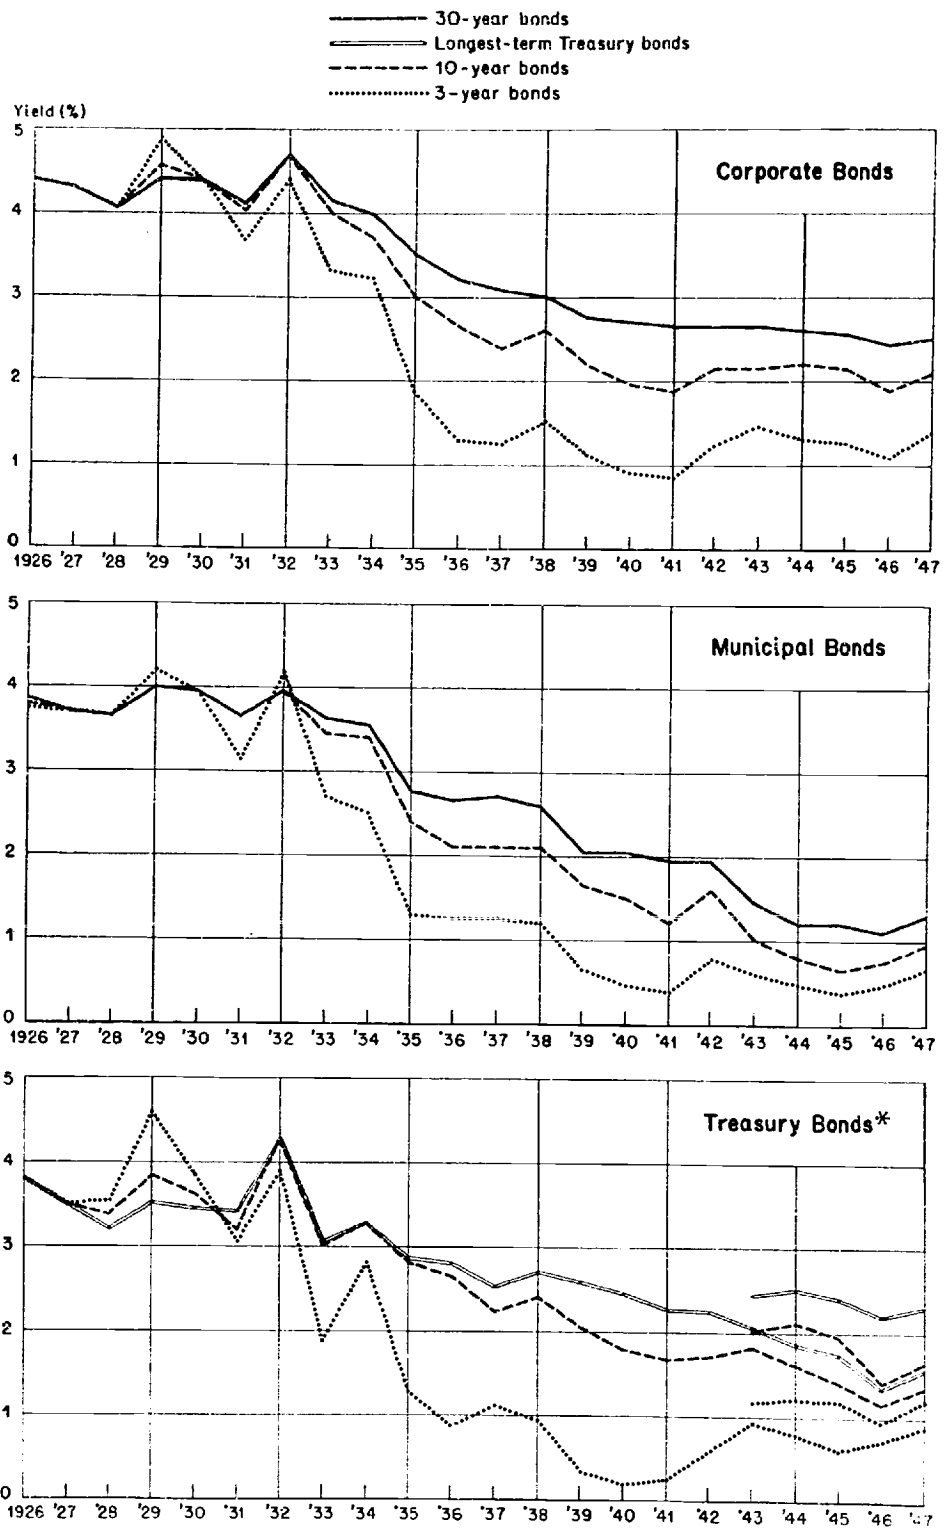 30-year bonds
Longest-term Treasury bonds
10-year bonds
3-year bonds
Yield (%)
5
Corporate Bonds
4
3
2
1
0
1926 '27 '28 '29 '30 '31 '32 '33 '34 '35 '36 '37 '38 '39 '40 '41 '42 '43 '44 '45 '46 '47
5
Municipal Bonds
4
3
2
1
0
1926 '27 '28 '29 '30 '31 '32 '33 '34 '35 '36 '37 '38 '39 '40 '41 '42 '43 '44 '45 '46 '47
5
Treasury Bonds*
4
3
2
1
0
1926 '27 '28 '29 '30 '31 '32 '33 '34 '35 '36 '37 '38 '39 '40 '41 '42 '43 '44 '45 '46 '47